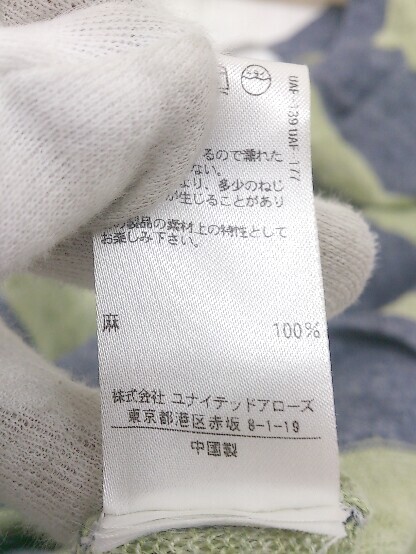 ドライ
UAF-139 UAF-177
るので濡れた
ない。
より、多少のねじ
が生じることがあり
の製品の素材上の特性として
お楽しみ下さい。
麻 100%
株式会社 ユナイテッドアローズ
東京都港区赤坂 8-1-19
中国製